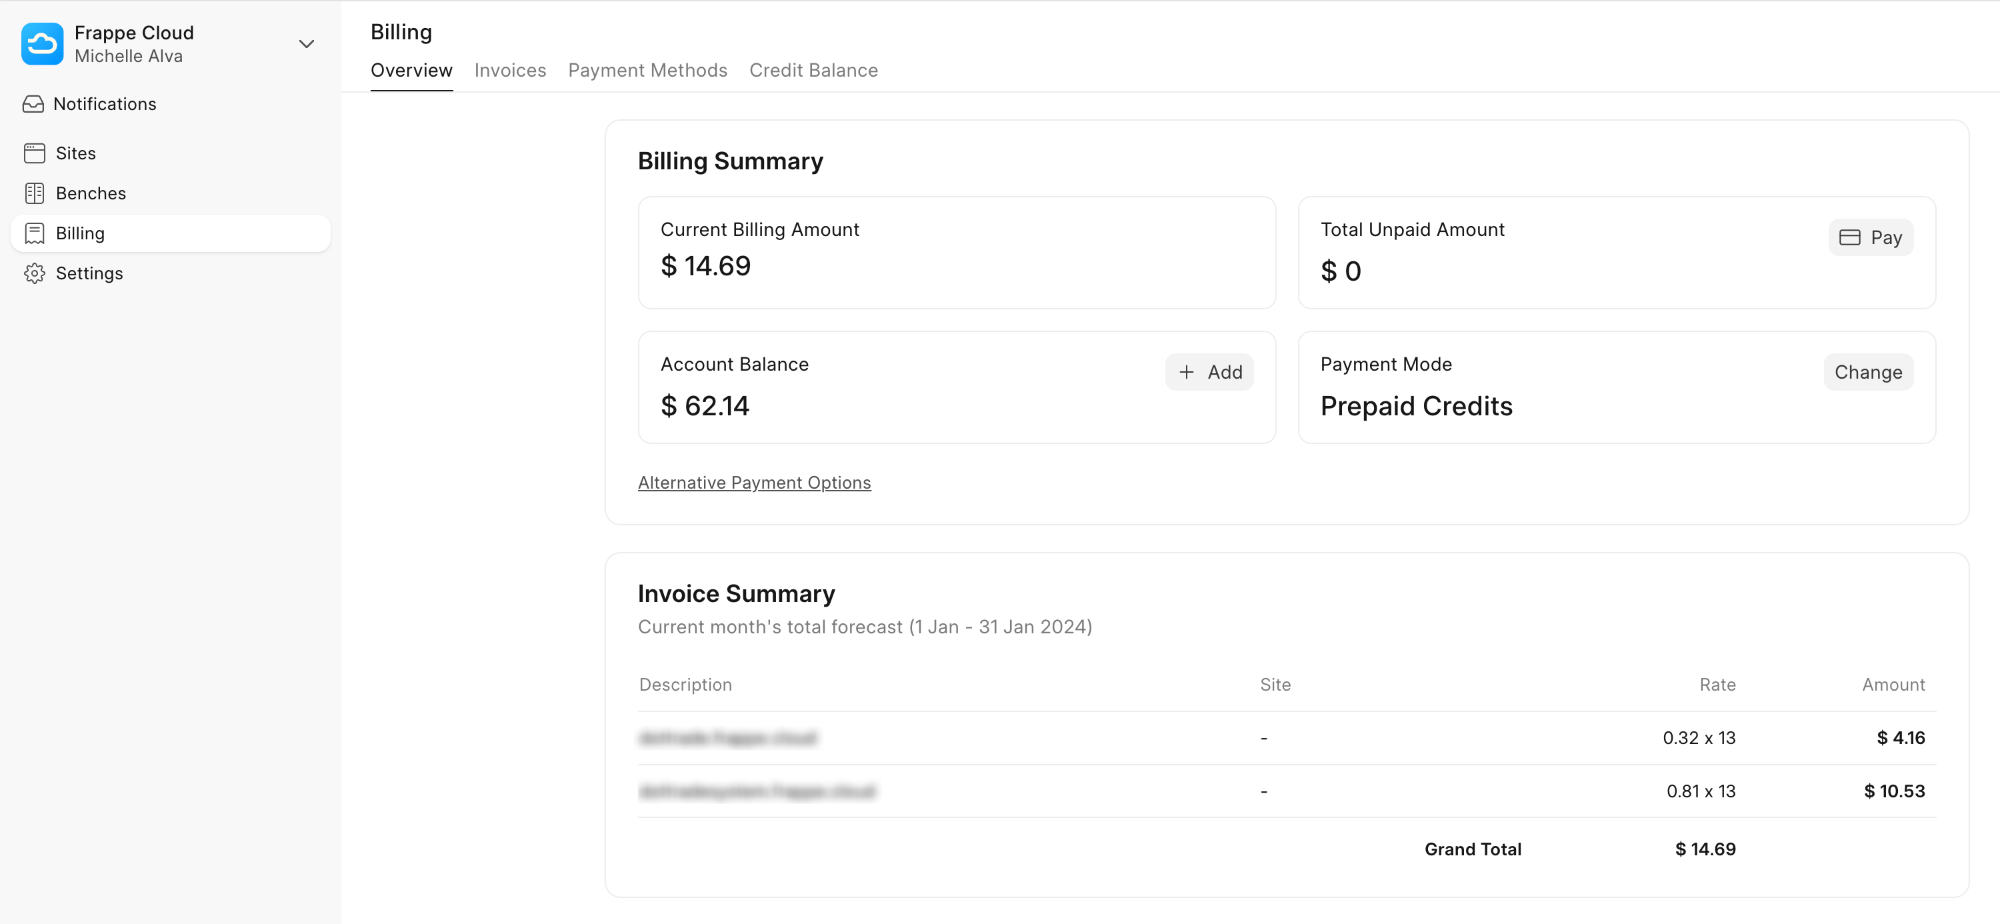 Frappe Cloud
Michelle Alva
Notifications
Sites
Benches
Billing
Settings
Billing
Overview Invoices Payment Methods Credit Balance
Billing Summary
Current Billing Amount
$ 14.69
Total Unpaid Amount
$ 0
Pay
Account Balance
$ 62.14
Add
Payment Mode
Prepaid Credits
Change
Alternative Payment Options
Invoice Summary
Current month's total forecast (1 Jan - 31 Jan 2024)
Description Site Rate Amount
- 0.32 x 13 $ 4.16
- 0.81 x 13 $ 10.53
Grand Total $ 14.69